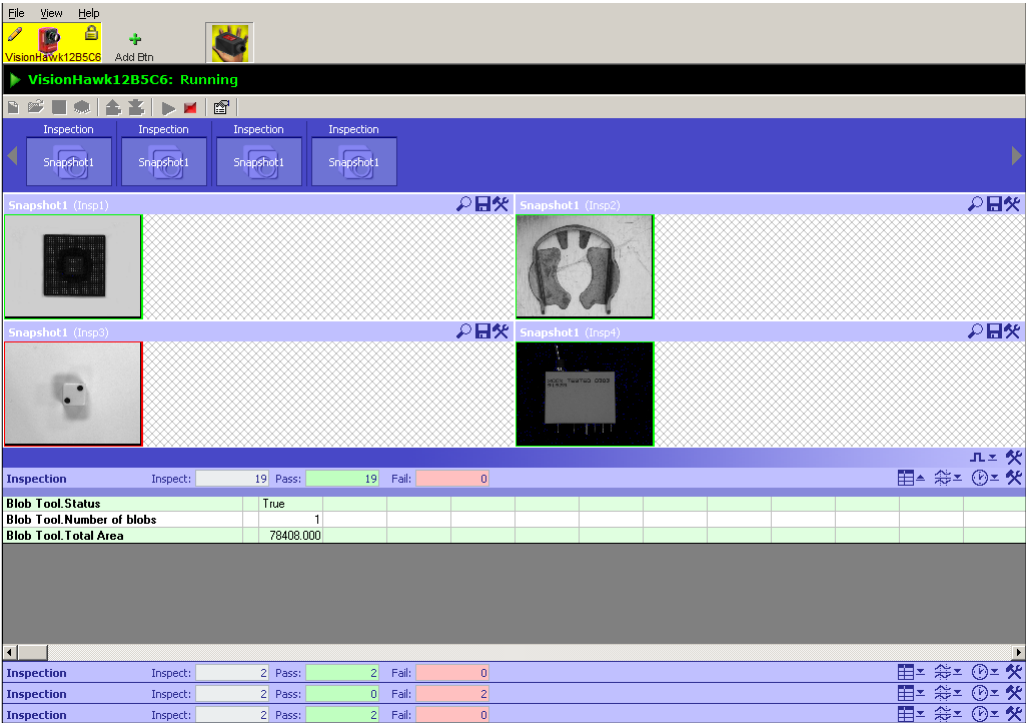 File View Help
VisionHawk12B5C6 Add Btn
VisionHawk12B5C6: Running
Inspection Inspection Inspection Inspection
Snapshot1 Snapshot1 Snapshot1 Snapshot1
Snapshot1 (Insp1) Snapshot1 (Insp2)
Snapshot1 (Insp3) Snapshot1 (Insp4)
Inspection Inspect: 19 Pass: 19 Fail: 0
Blob Tool.Status True
Blob Tool.Number of blobs 1
Blob Tool.Total Area 78408.000
Inspection Inspect: 2 Pass: 2 Fail: 0
Inspection Inspect: 2 Pass: 0 Fail: 2
Inspection Inspect: 2 Pass: 2 Fail: 0